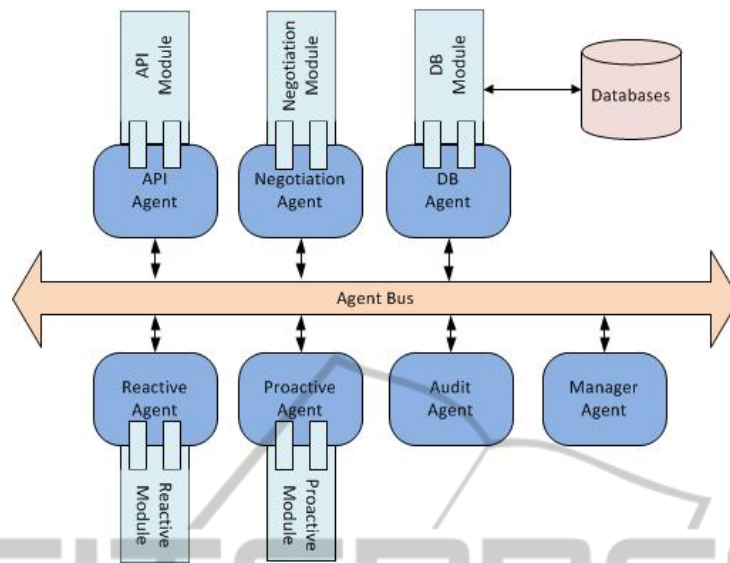 API
Module
Negotiation
Module
DB
Module
Databases
API
Agent
Negotiation
Agent
DB
Agent
Agent Bus
Reactive
Agent
Proactive
Agent
Audit
Agent
Manager
Agent
Reactive
Module
Proactive
Module